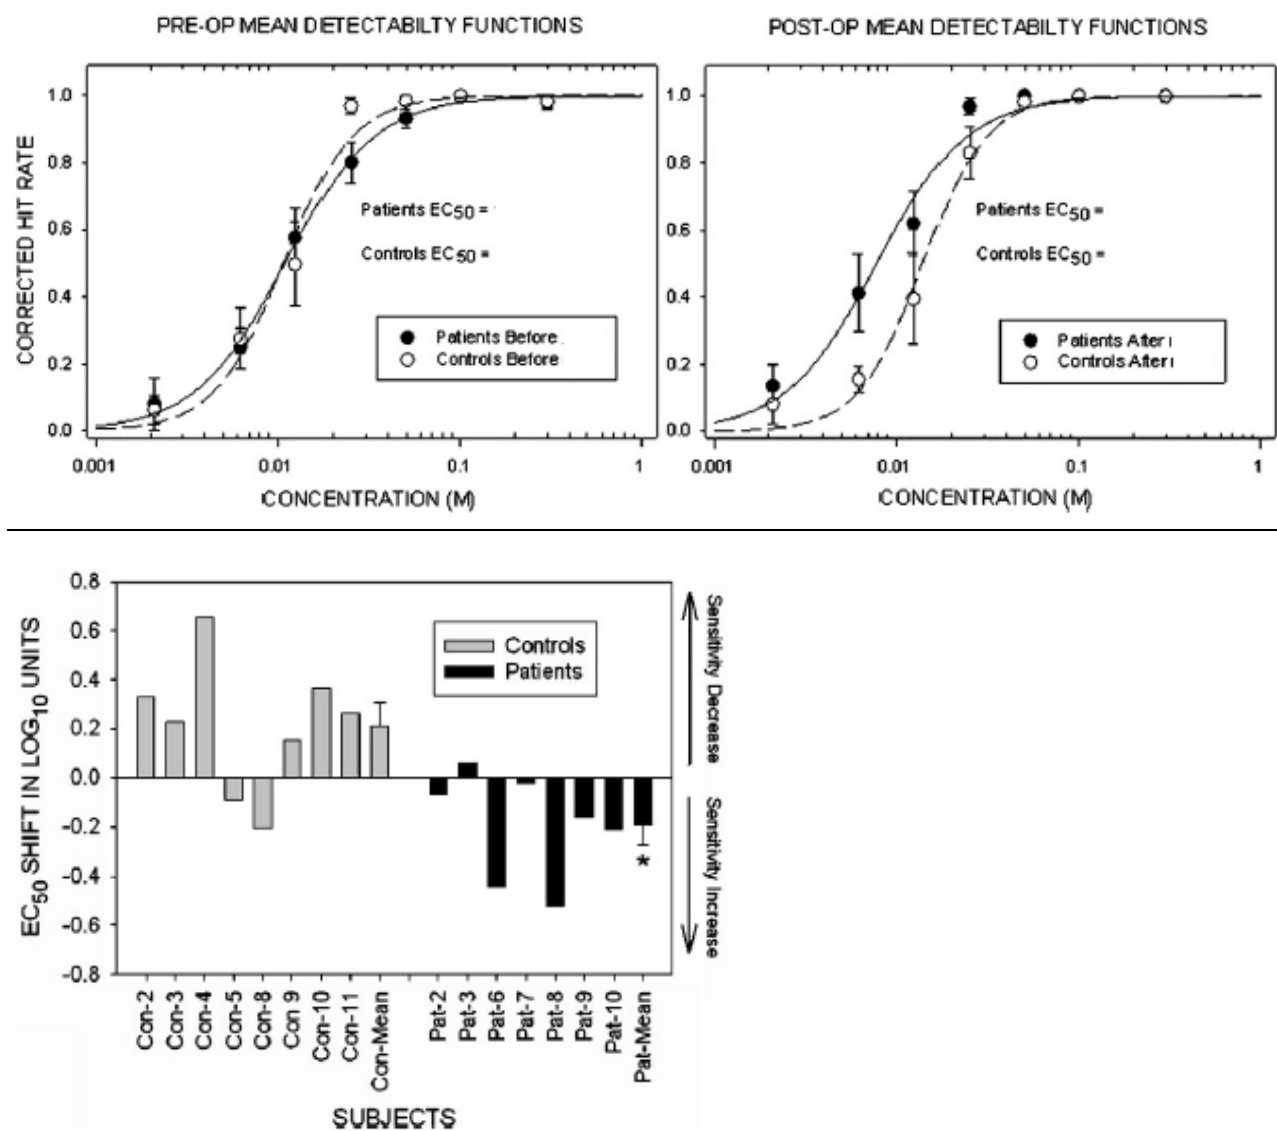 PRE-OP MEAN DETECTABILTY FUNCTIONS
POST-OP MEAN DETECTABILTY FUNCTIONS
CORRECTED HIT RATE
1.0
0.8
0.6
0.4
0.2
0.0
Patients EC50 =
Controls EC50 =
Patients Before
Controls Before
0.001
0.01
0.1
1
CONCENTRATION (M)
1.0
0.8
0.6
0.4
0.2
0.0
Patients EC50 =
Controls EC50 =
Patients After
Controls After
0.001
0.01
0.1
1
CONCENTRATION (M)
EC50 SHIFT IN LOG10 UNITS
0.8
0.6
0.4
0.2
0.0
-0.2
-0.4
-0.6
-0.8
Controls
Patients
Sensitivity Decrease
Sensitivity Increase
*
Con-2
Con-3
Con-4
Con-5
Con-8
Con 9
Con-10
Con-11
Con-Mean
Pat-2
Pat-3
Pat-6
Pat-7
Pat-8
Pat-9
Pat-10
Pat-Mean
SUBJECTS